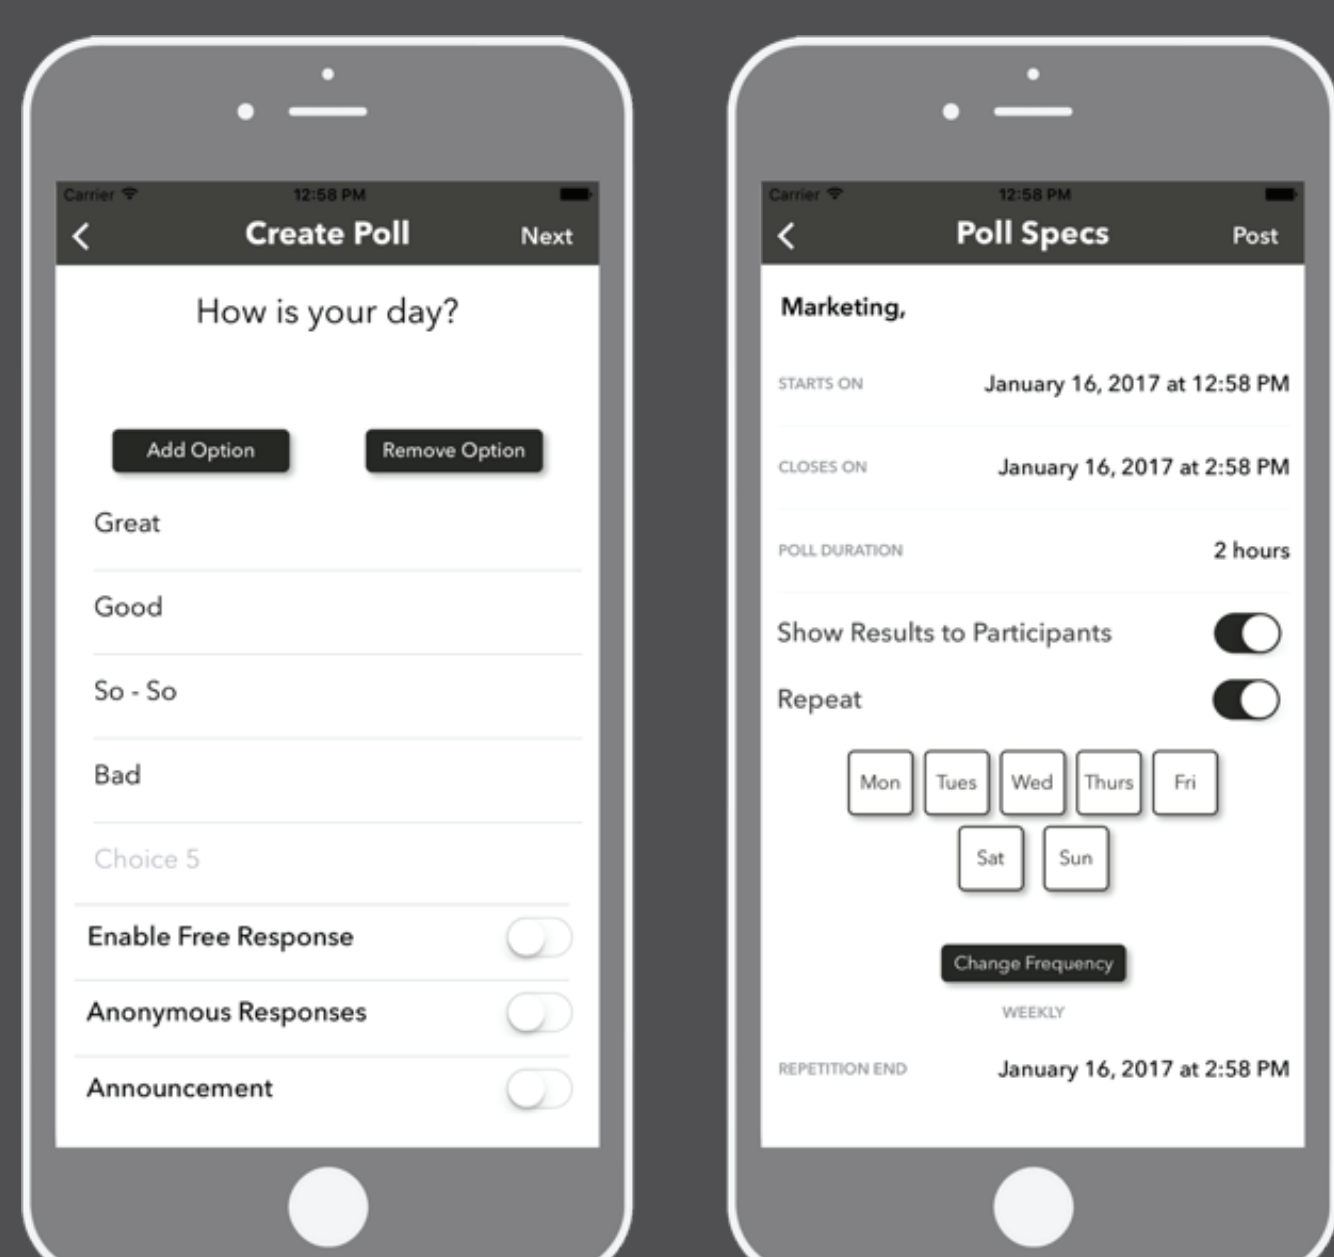 Carrier 12:58 PM
Create Poll Next
How is your day?
Add Option Remove Option
Great
Good
So - So
Bad
Choice 5
Enable Free Response
Anonymous Responses
Announcement
Carrier 12:58 PM
Poll Specs Post
Marketing,
STARTS ON January 16, 2017 at 12:58 PM
CLOSES ON January 16, 2017 at 2:58 PM
POLL DURATION 2 hours
Show Results to Participants
Repeat
Mon Tues Wed Thurs Fri
Sat Sun
Change Frequency
WEEKLY
REPETITION END January 16, 2017 at 2:58 PM